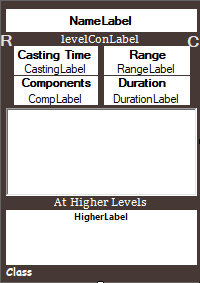 NameLabel
levelConLabel
R C
Casting Time Range
CastingLabel RangeLabel
Components Duration
CompLabel DurationLabel
At Higher Levels
HigherLabel
Class